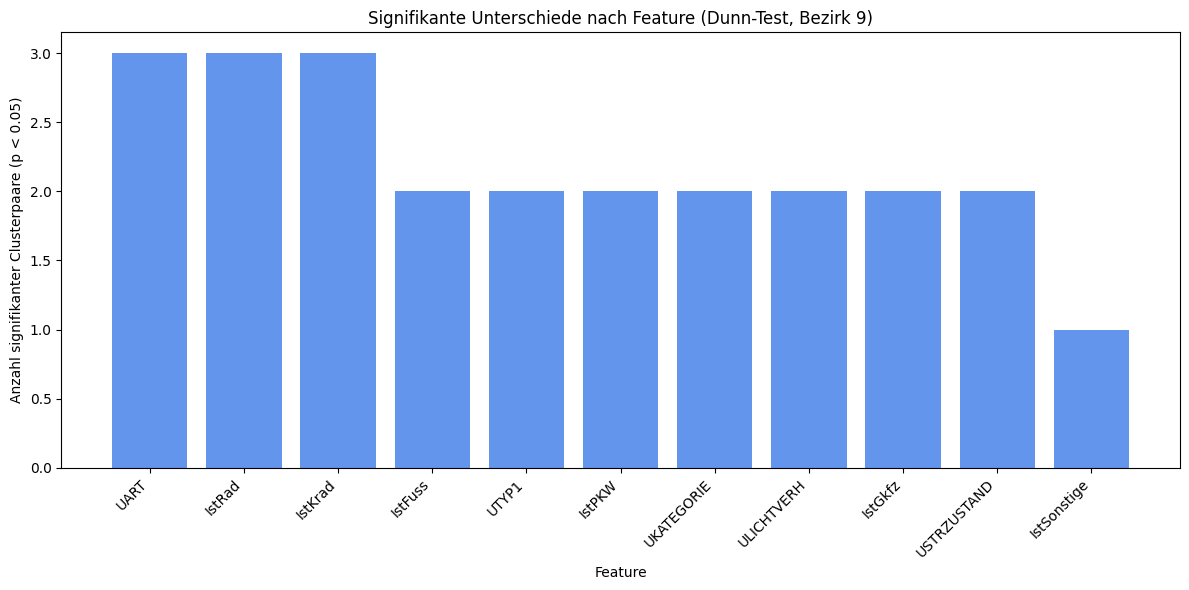 Signifikante Unterschiede nach Feature (Dunn-Test, Bezirk 9)
Anzahl signifikanter Clusterpaare (p < 0.05)
3.0
2.5
2.0
1.5
1.0
0.5
0.0
UART
IstRad
IstKrad
IstFuss
UTYP1
IstPKW
UKATEGORIE
ULICHTVERH
IstGkfz
USTRZUSTAND
IstSonstige
Feature